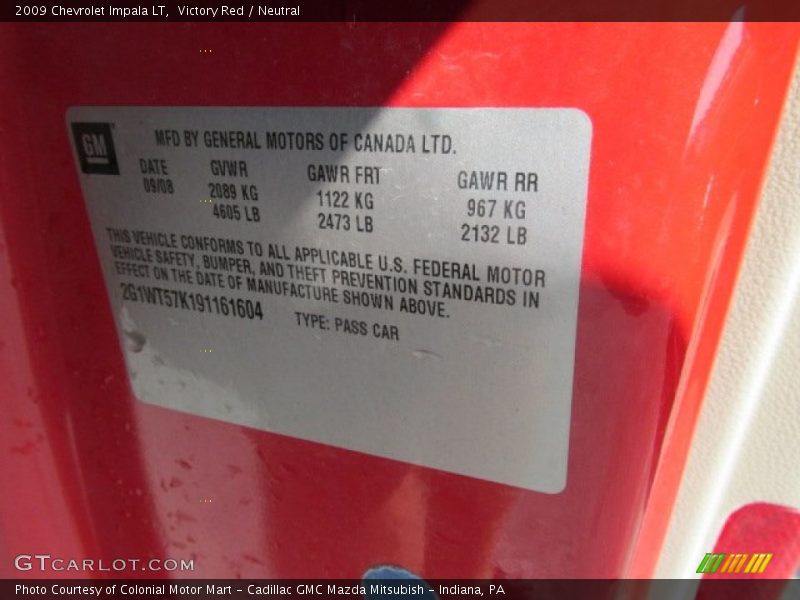 2009 Chevrolet Impala LT,  Victory Red / Neutral
GM
MFD BY GENERAL MOTORS OF CANADA LTD.
DATE GVWR GAWR FRT GAWR RR
09/08 2089 KG 1122 KG 967 KG
4605 LB 2473 LB 2132 LB
THIS VEHICLE CONFORMS TO ALL APPLICABLE U.S. FEDERAL MOTOR
VEHICLE SAFETY, BUMPER, AND THEFT PREVENTION STANDARDS IN
EFFECT ON THE DATE OF MANUFACTURE SHOWN ABOVE.
2G1WT57K191161604 TYPE: PASS CAR
GTCARLOT.COM
Photo Courtesy of Colonial Motor Mart - Cadillac GMC Mazda Mitsubish - Indiana, PA